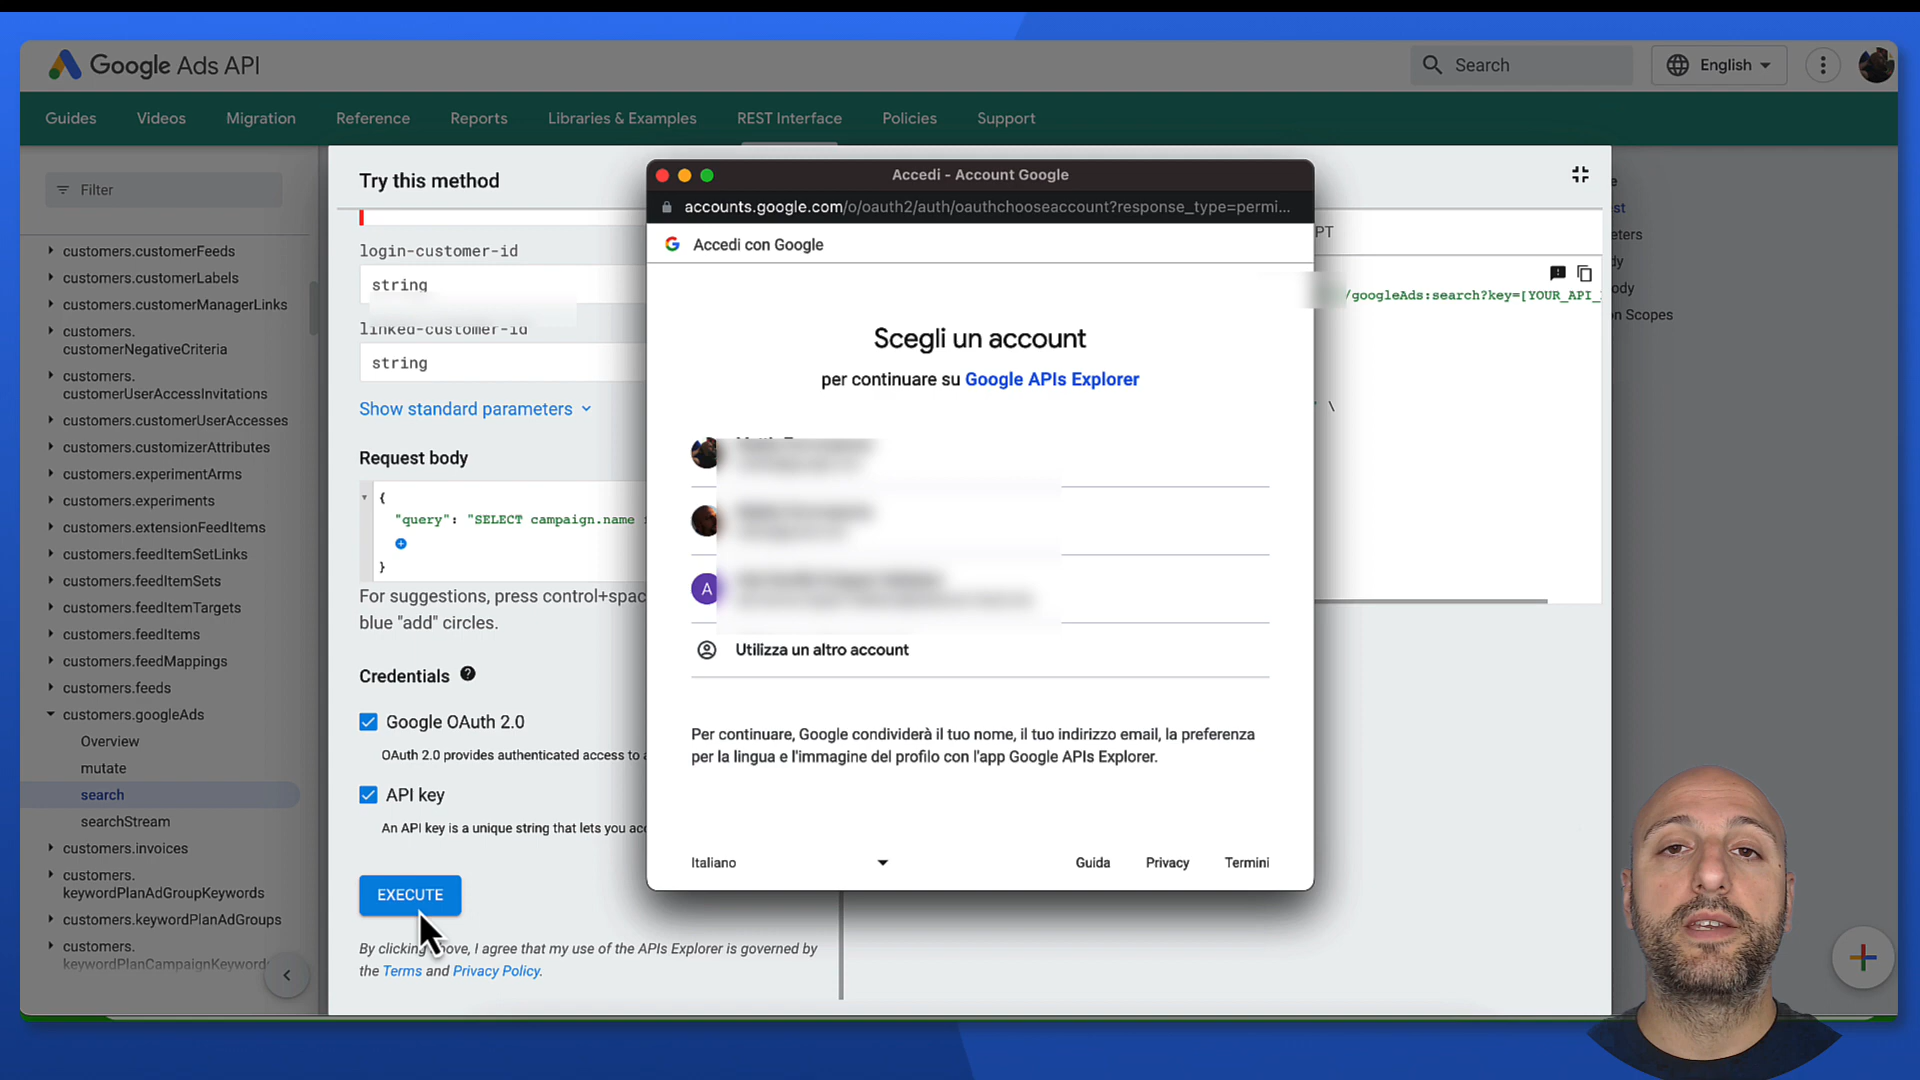 Google Ads API
Search
English
Guides
Videos
Migration
Reference
Reports
Libraries & Examples
REST Interface
Policies
Support
Filter
customers.customerFeeds
customers.customerLabels
customers.customerManagerLinks
customers.
customerNegativeCriteria
customers.
customerUserAccessInvitations
customers.customerUserAccesses
customers.customizerAttributes
customers.experimentArms
customers.experiments
customers.extensionFeedItems
customers.feedItemSetLinks
customers.feedItemSets
customers.feedItemTargets
customers.feedItems
customers.feedMappings
customers.feeds
customers.googleAds
Overview
mutate
search
searchStream
customers.invoices
customers.
keywordPlanAdGroupKeywords
customers.keywordPlanAdGroups
customers.
keywordPlanCampaignKeywords
Try this method
login-customer-id
string
linked-customer-id
string
Show standard parameters
Request body
{
"query": "SELECT campaign.name
}
For suggestions, press control+spac
blue "add" circles.
Credentials
Google OAuth 2.0
OAuth 2.0 provides authenticated access to a
API key
An API key is a unique string that lets you acc
EXECUTE
By clicking above, I agree that my use of the APIs Explorer is governed by
the Terms and Privacy Policy.
Accedi - Account Google
accounts.google.com/o/oauth2/auth/oauthchooseaccount?response_type=permi...
Accedi con Google
Scegli un account
per continuare su Google APIs Explorer
A
Utilizza un altro account
Per continuare, Google condividerà il tuo nome, il tuo indirizzo email, la preferenza
per la lingua e l'immagine del profilo con l'app Google APIs Explorer.
Italiano
Guida
Privacy
Termini
PT
/googleAds:search?key=[YOUR_API_
' \
e
st
eters
dy
ody
n Scopes